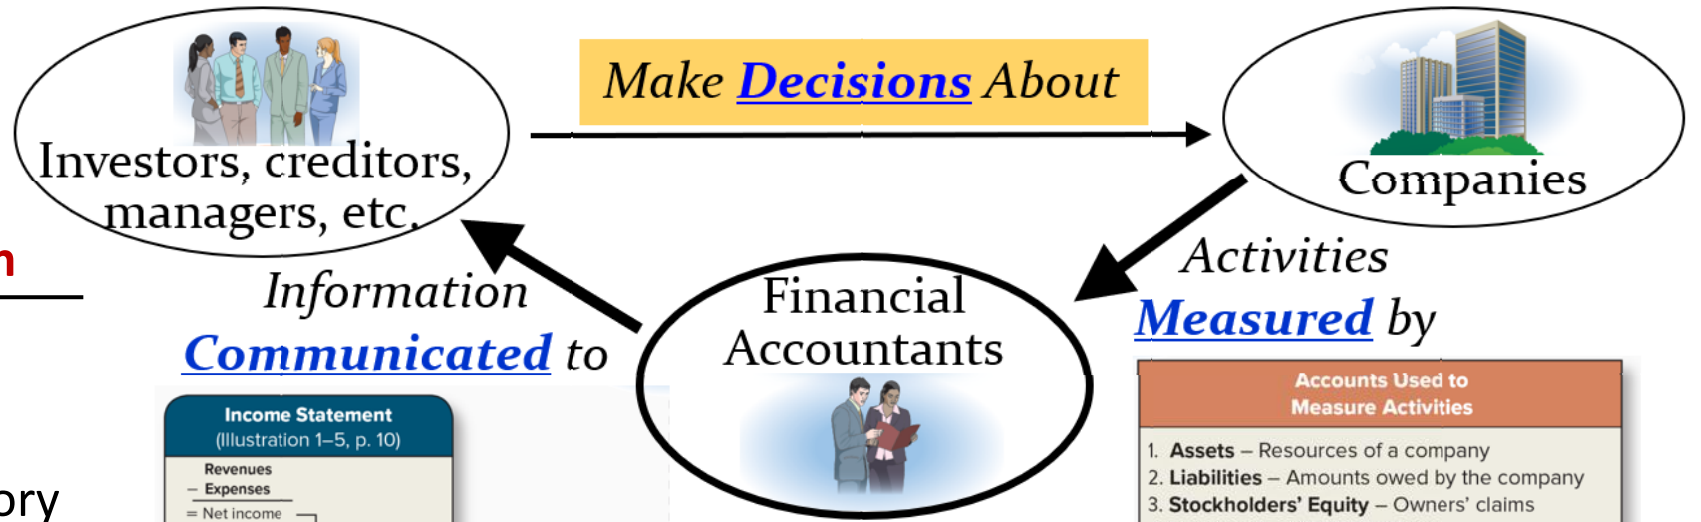 Make Decisions About
Investors, creditors,
managers, etc.
Companies
Information
Communicated to
Financial
Accountants
Activities
Measured by
Income Statement
(Illustration 1–5, p. 10)
Revenues
– Expenses
= Net income
Accounts Used to
Measure Activities
1. Assets – Resources of a company
2. Liabilities – Amounts owed by the company
3. Stockholders' Equity – Owners' claims
n
ory